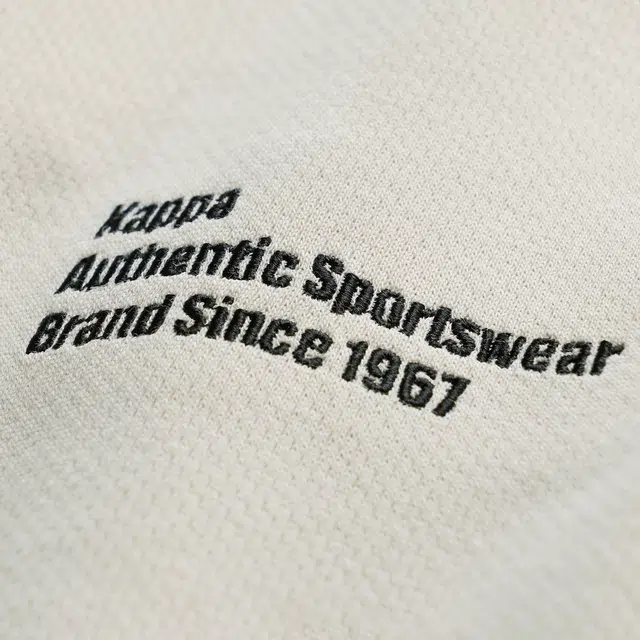 Kappa
Authentic Sportswear
Brand Since 1967